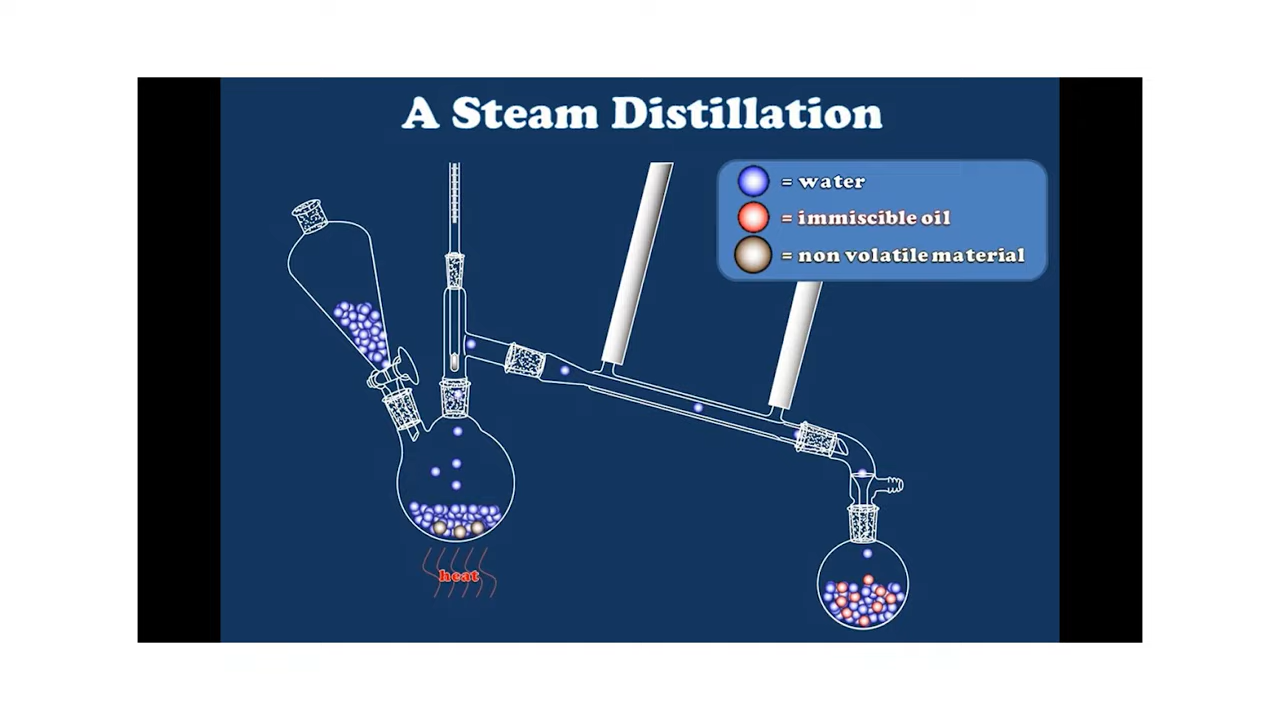 A Steam Distillation
= water
= immiscible oil
= non volatile material
heat